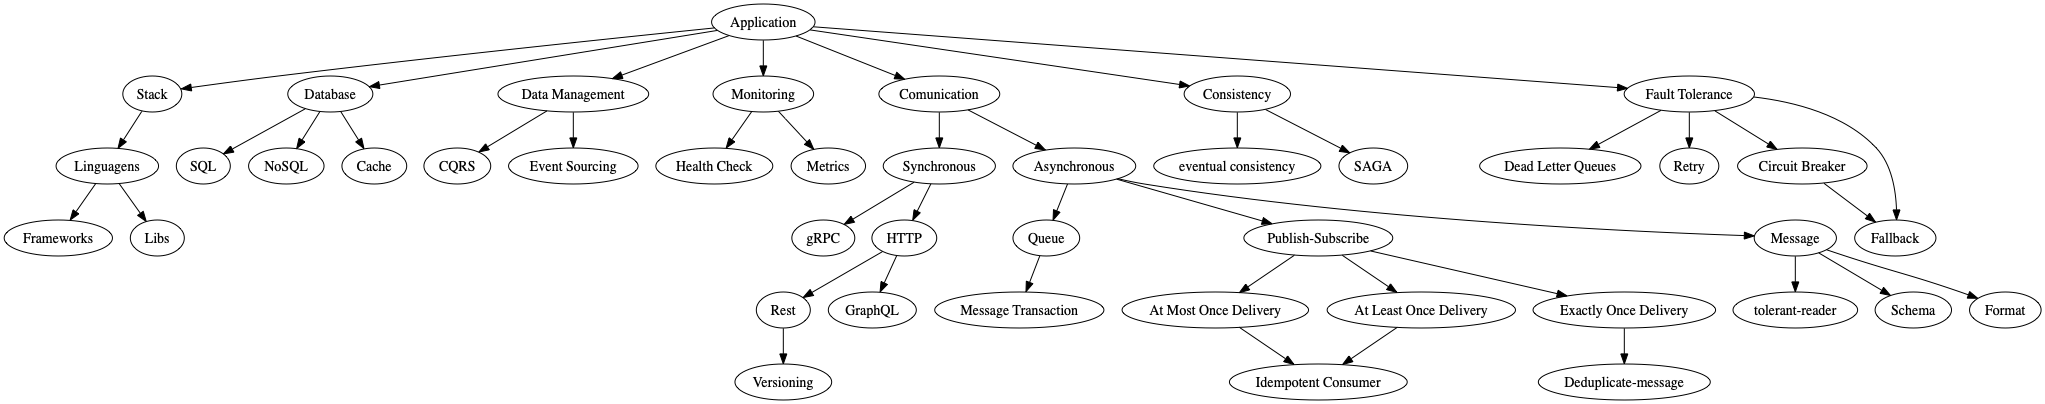 Application
Stack
Database
Data Management
Monitoring
Comunication
Consistency
Fault Tolerance
Linguagens
SQL
NoSQL
Cache
CQRS
Event Sourcing
Health Check
Metrics
Synchronous
Asynchronous
eventual consistency
SAGA
Dead Letter Queues
Retry
Circuit Breaker
Frameworks
Libs
gRPC
HTTP
Queue
Publish-Subscribe
Message
Fallback
Rest
GraphQL
Message Transaction
At Most Once Delivery
At Least Once Delivery
Exactly Once Delivery
tolerant-reader
Schema
Format
Versioning
Idempotent Consumer
Deduplicate-message